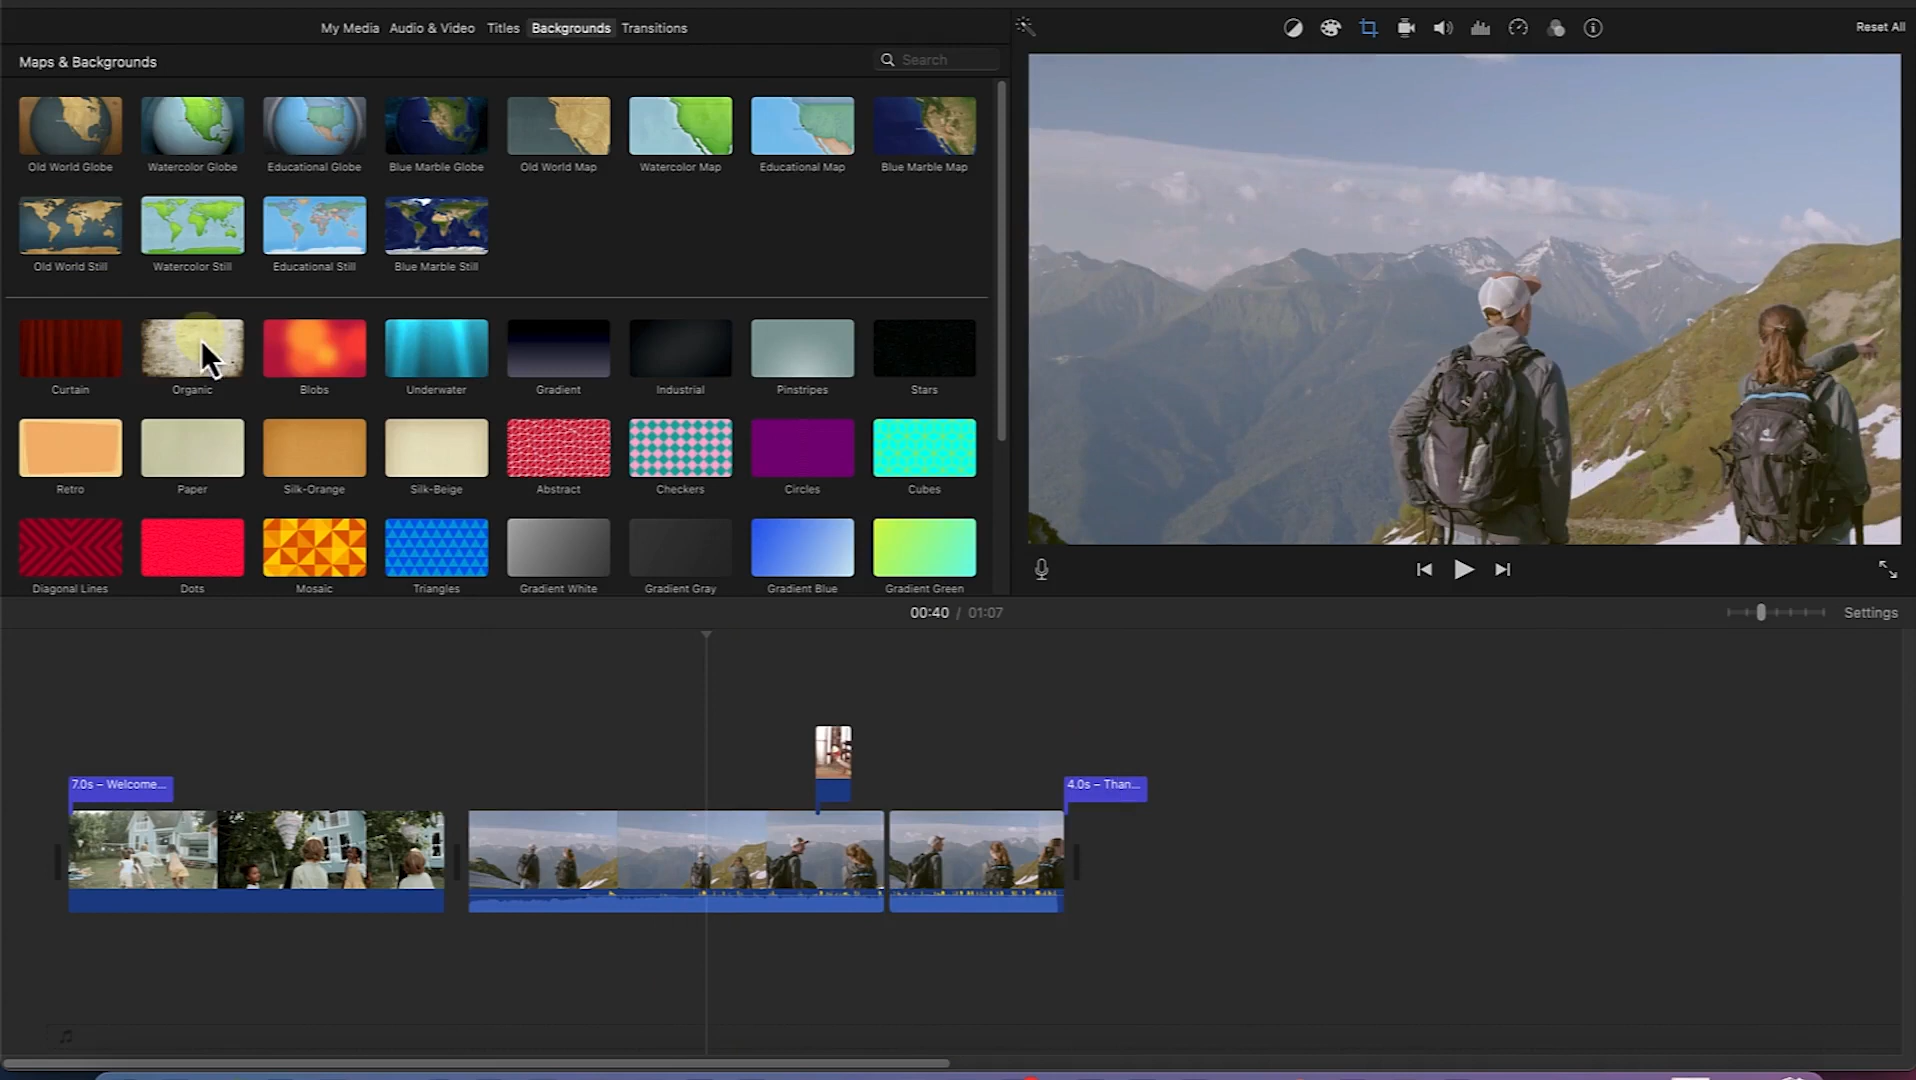 My Media Audio & Video Titles Backgrounds Transitions
Reset All
Maps & Backgrounds
Search
Old World Globe Watercolor Globe Educational Globe Blue Marble Globe Old World Map Watercolor Map Educational Map Blue Marble Map
Old World Still Watercolor Still Educational Still Blue Marble Still
Curtain Organic Blobs Underwater Gradient Industrial Pinstripes Stars
Retro Paper Silk-Orange Silk-Beige Abstract Checkers Circles Cubes
Diagonal Lines Dots Mosaic Triangles Gradient White Gradient Gray Gradient Blue Gradient Green
00:40 / 01:07
Settings
7.0s – Welcome...
4.0s – Than...